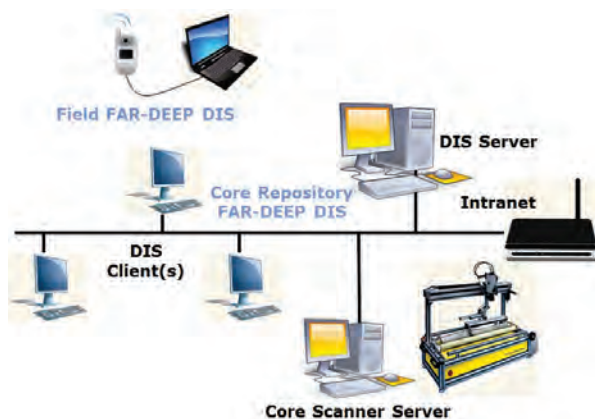 Field FAR-DEEP DIS
DIS Server
Core Repository
FAR-DEEP DIS
Intranet
DIS
Client(s)
Core Scanner Server